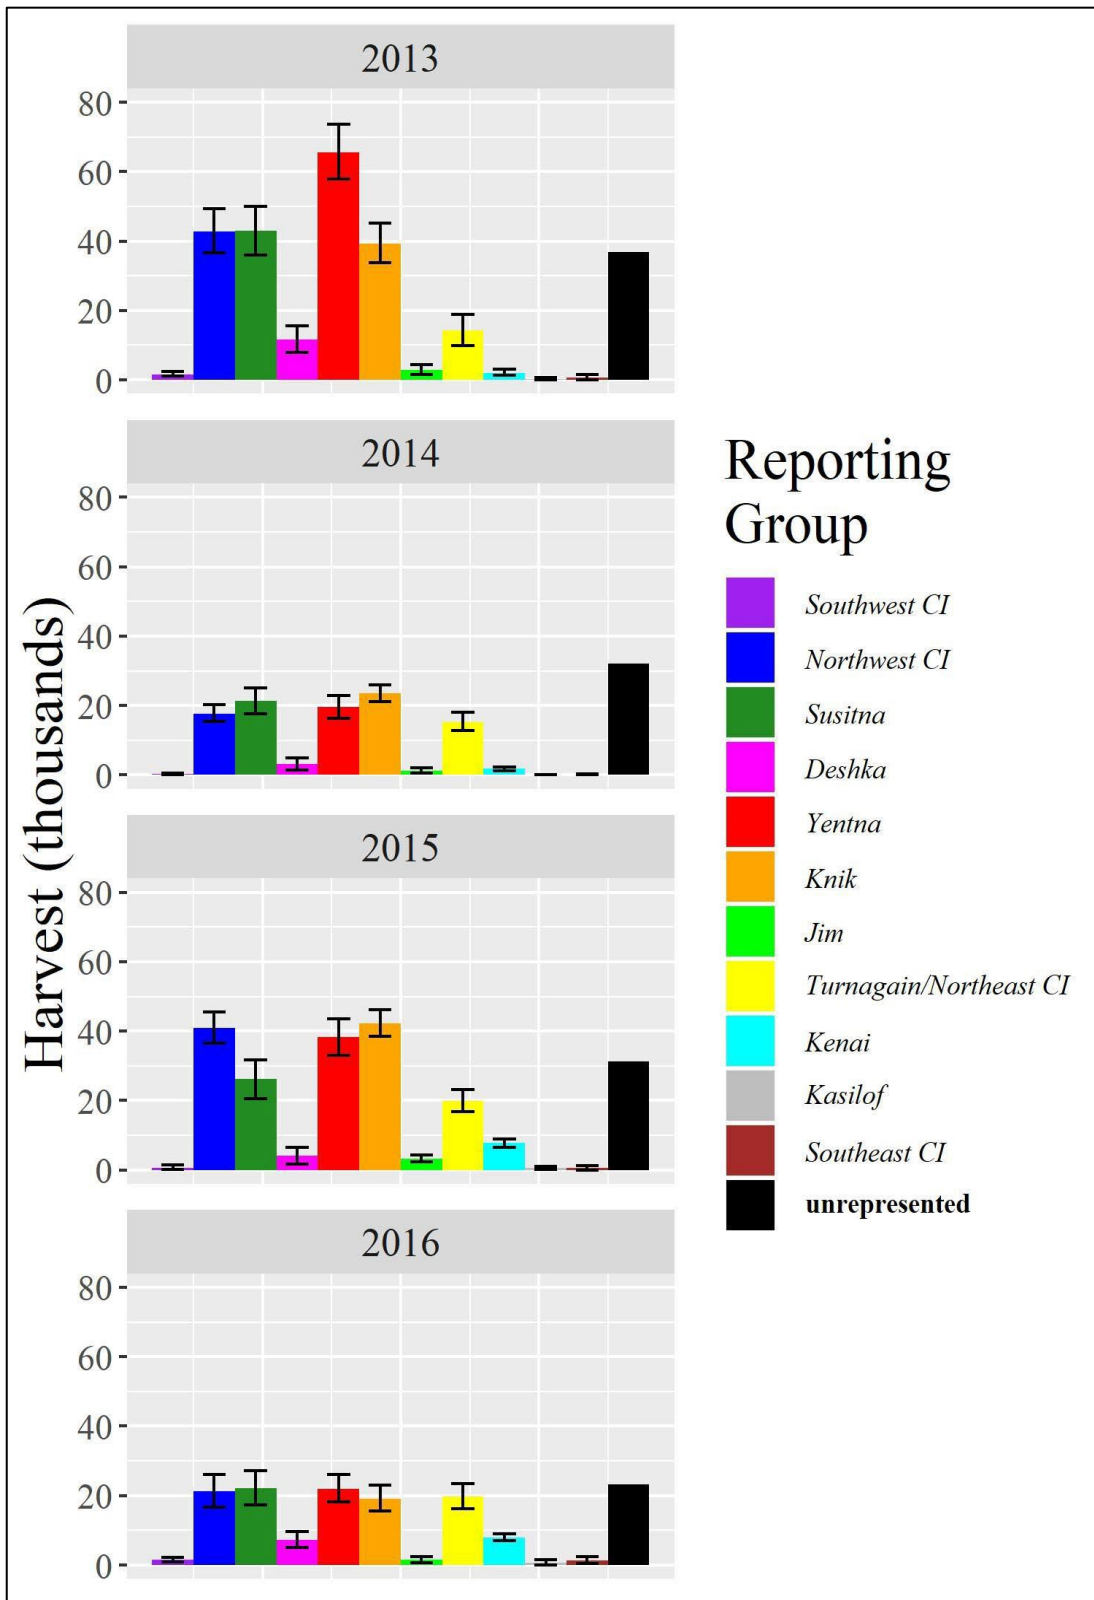 2013
80
60
40
20
0
2014
80
60
40
20
0
2015
80
60
40
20
0
2016
80
60
40
20
0
Harvest (thousands)
Reporting
Group
Southwest CI
Northwest CI
Susitna
Deshka
Yentna
Knik
Jim
Turnagain/Northeast CI
Kenai
Kasilof
Southeast CI
unrepresented